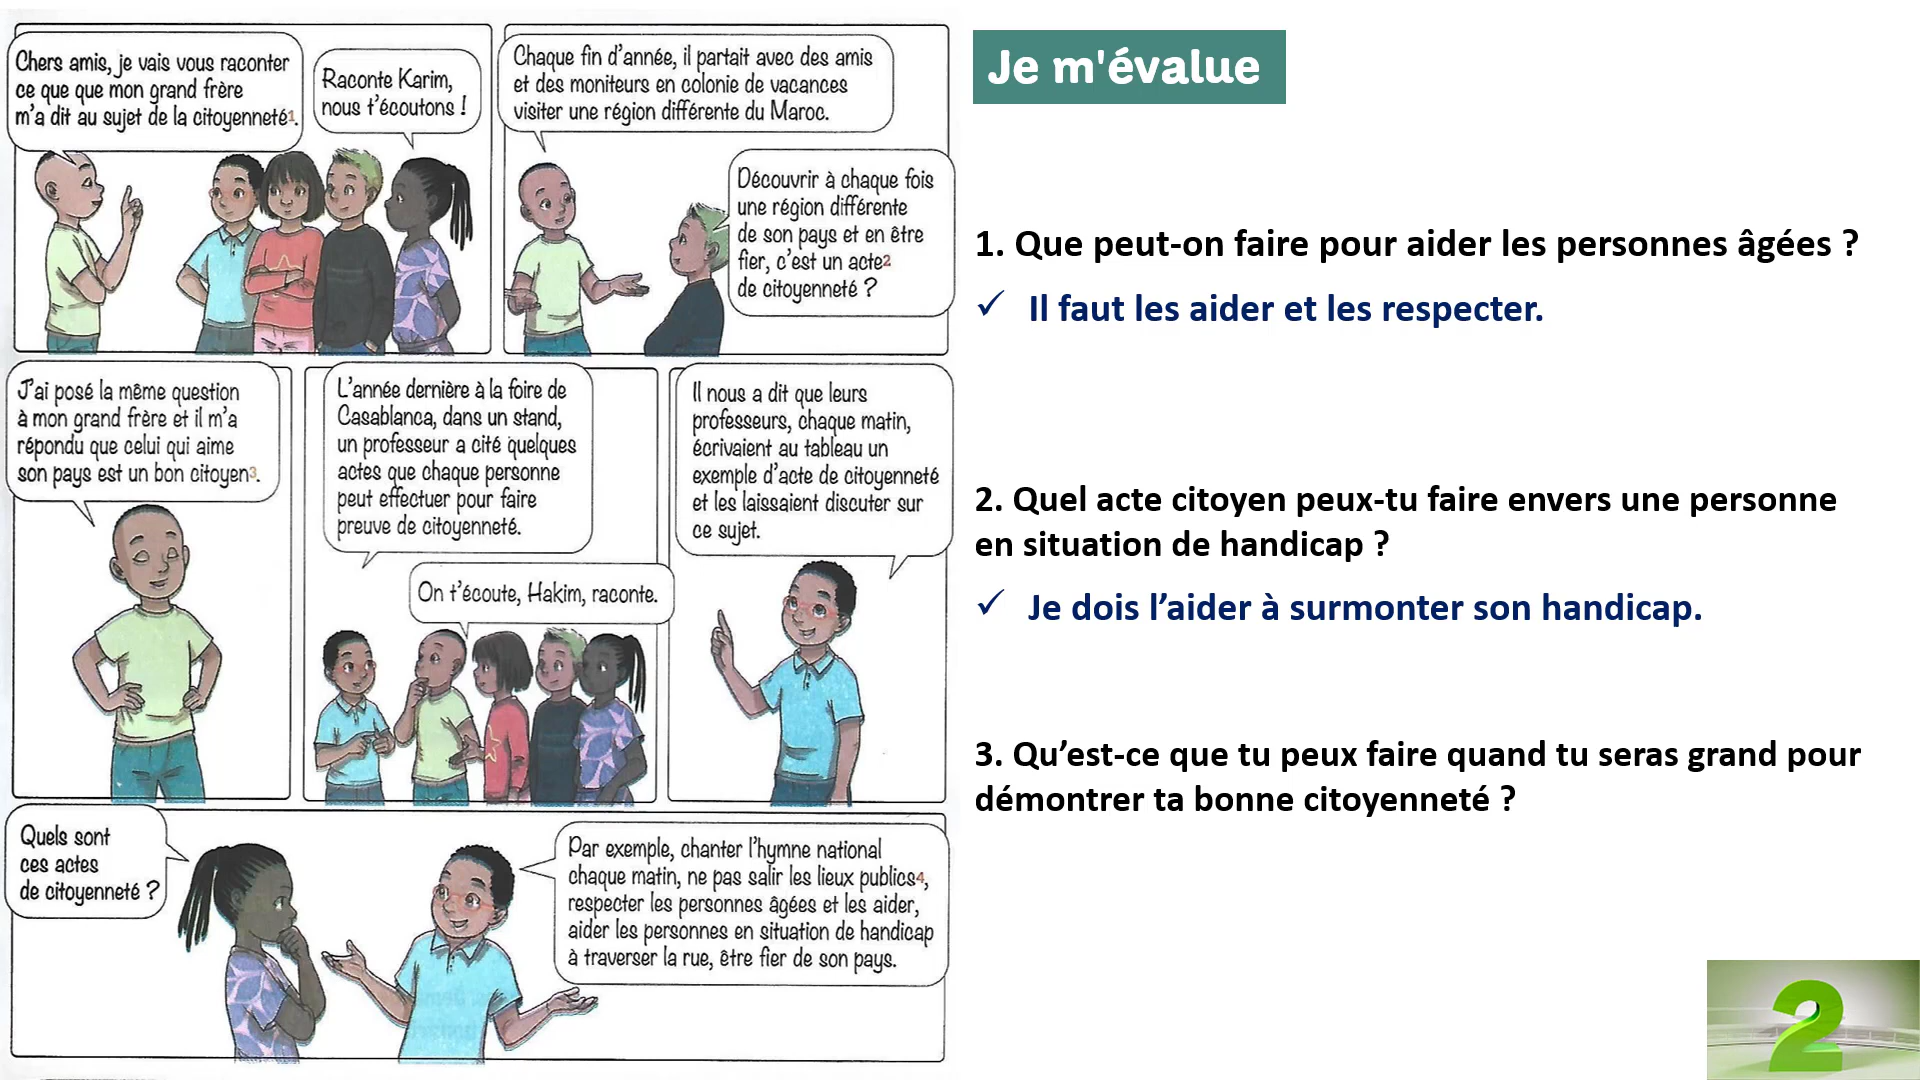 Chers amis, je vais vous raconter
ce que que mon grand frère
m'a dit au sujet de la citoyenneté1.
Raconte Karim,
nous t'écoutons !
Chaque fin d'année, il partait avec des amis
et des moniteurs en colonie de vacances
visiter une région différente du Maroc.
Découvrir à chaque fois
une région différente
de son pays et en être
fier, c'est un acte2
de citoyenneté ?
J'ai posé la même question
à mon grand frère et il m'a
répondu que celui qui aime
son pays est un bon citoyen3.
L'année dernière à la foire de
Casablanca, dans un stand,
un professeur a cité quelques
actes que chaque personne
peut effectuer pour faire
preuve de citoyenneté.
On t'écoute, Hakim, raconte.
Il nous a dit que leurs
professeurs, chaque matin,
écrivaient au tableau un
exemple d'acte de citoyenneté
et les laissaient discuter sur
ce sujet.
Quels sont
ces actes
de citoyenneté ?
Par exemple, chanter l'hymne national
chaque matin, ne pas salir les lieux publics4,
respecter les personnes âgées et les aider,
aider les personnes en situation de handicap
à traverser la rue, être fier de son pays.
Je m'évalue
1. Que peut-on faire pour aider les personnes âgées ?
✓ Il faut les aider et les respecter.
2. Quel acte citoyen peux-tu faire envers une personne
en situation de handicap ?
✓ Je dois l’aider à surmonter son handicap.
3. Qu’est-ce que tu peux faire quand tu seras grand pour
démontrer ta bonne citoyenneté ?
2